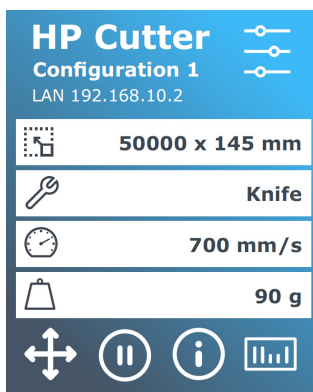 HP Cutter
Configuration 1
LAN 192.168.10.2
50000 x 145 mm
Knife
700 mm/s
90 g